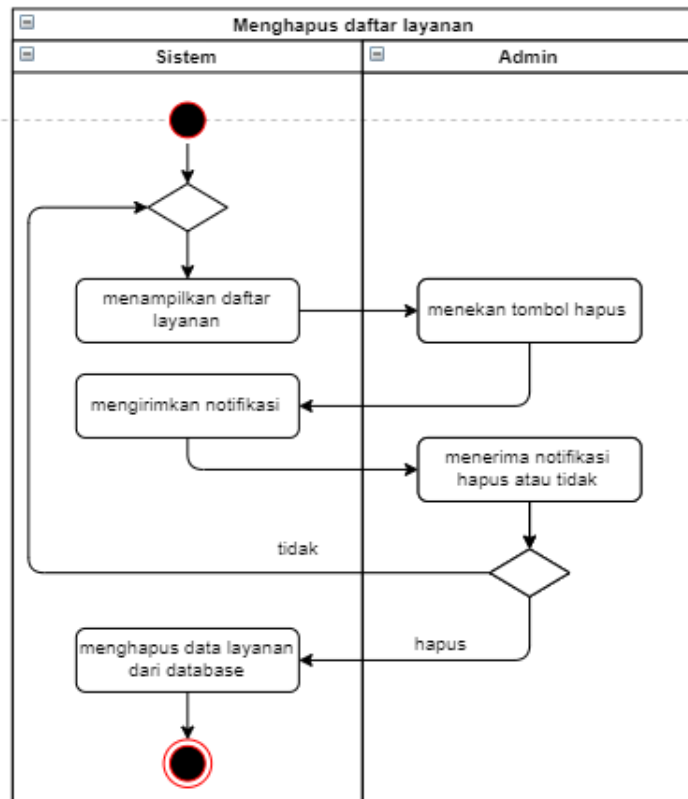 Menghapus daftar layanan
Sistem
Admin
menampilkan daftar
layanan
menekan tombol hapus
mengirimkan notifikasi
menerima notifikasi
hapus atau tidak
tidak
hapus
menghapus data layanan
dari database